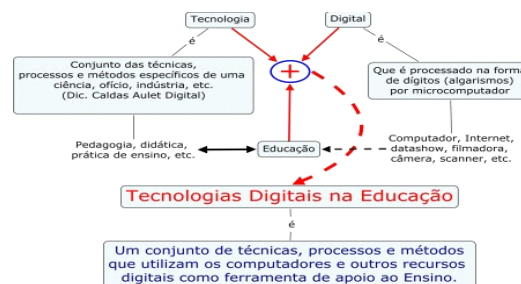 Tecnologia
Digital
é
é
Conjunto das técnicas,
processos e métodos específicos de uma
ciência, ofício, indústria, etc.
(Dic. Caldas Aulet Digital)
+
Que é processado na forma
de dígitos (algarismos)
por microcomputador
Pedagogia, didática,
prática de ensino, etc.
Educação
Computador, Internet,
datashow, filmadora,
câmera, scanner, etc.
Tecnologias Digitais na Educação
é
Um conjunto de técnicas, processos e métodos
que utilizam os computadores e outros recursos
digitais como ferramenta de apoio ao Ensino.